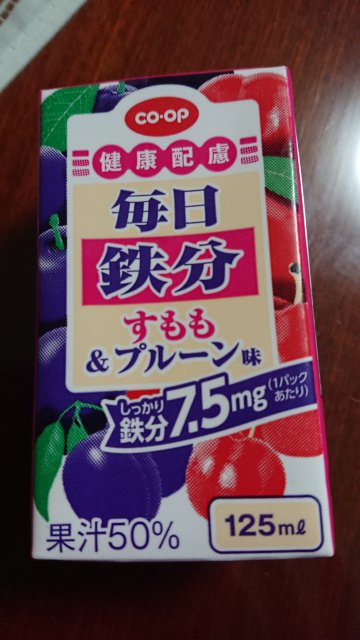 CO·OP
健康配慮
毎日
鉄分
すもも
&プルーン味
しっかり
鉄分7.5mg(1パックあたり)
果汁50%
125ml